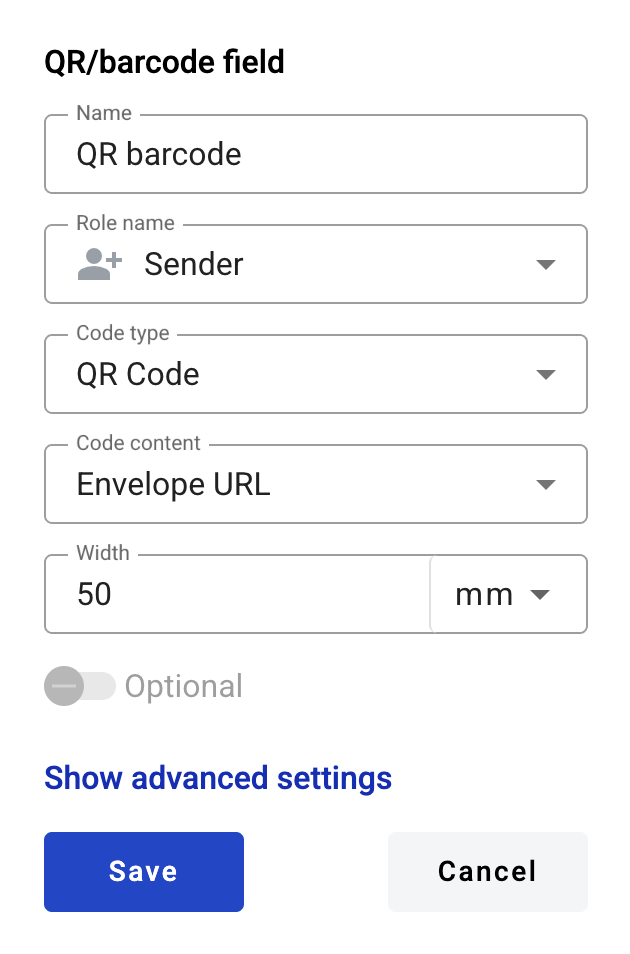 QR/barcode field
Name
QR barcode
Role name
Sender
Code type
QR Code
Code content
Envelope URL
Width
50 mm
Optional
Show advanced settings
Save Cancel